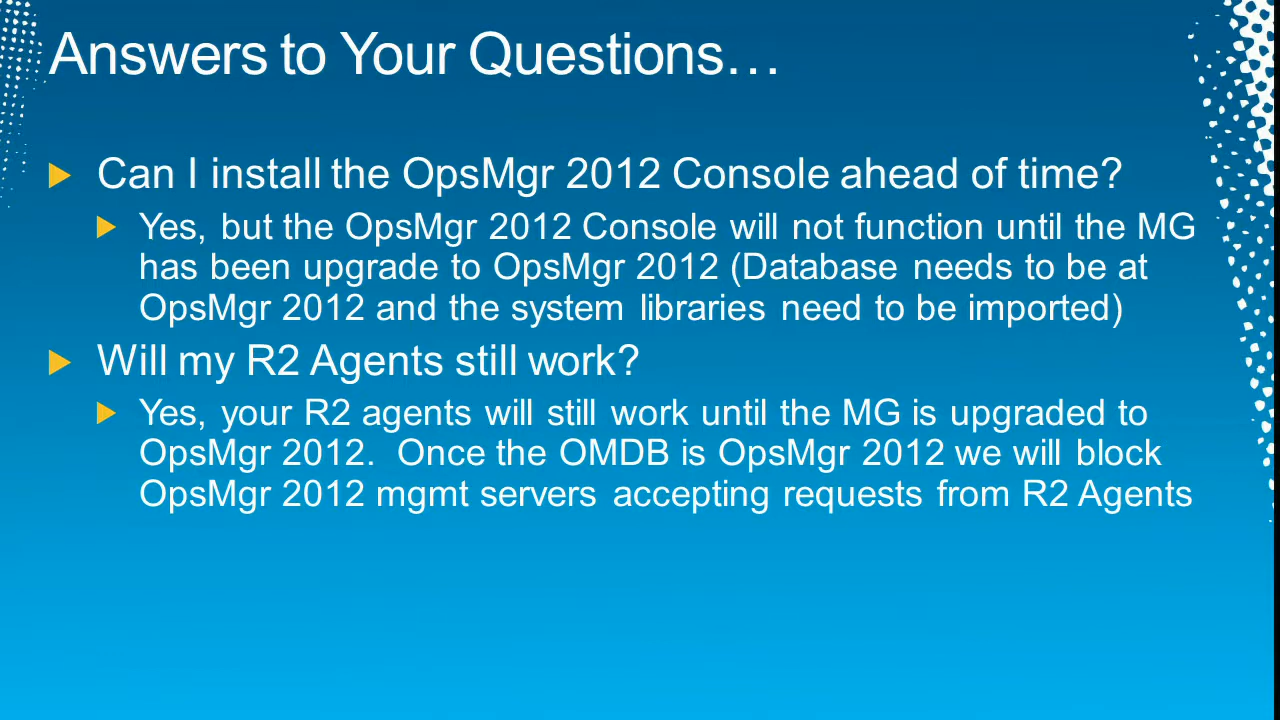 Answers to Your Questions…
Can I install the OpsMgr 2012 Console ahead of time?
Yes, but the OpsMgr 2012 Console will not function until the MG
has been upgrade to OpsMgr 2012 (Database needs to be at
OpsMgr 2012 and the system libraries need to be imported)
Will my R2 Agents still work?
Yes, your R2 agents will still work until the MG is upgraded to
OpsMgr 2012.  Once the OMDB is OpsMgr 2012 we will block
OpsMgr 2012 mgmt servers accepting requests from R2 Agents